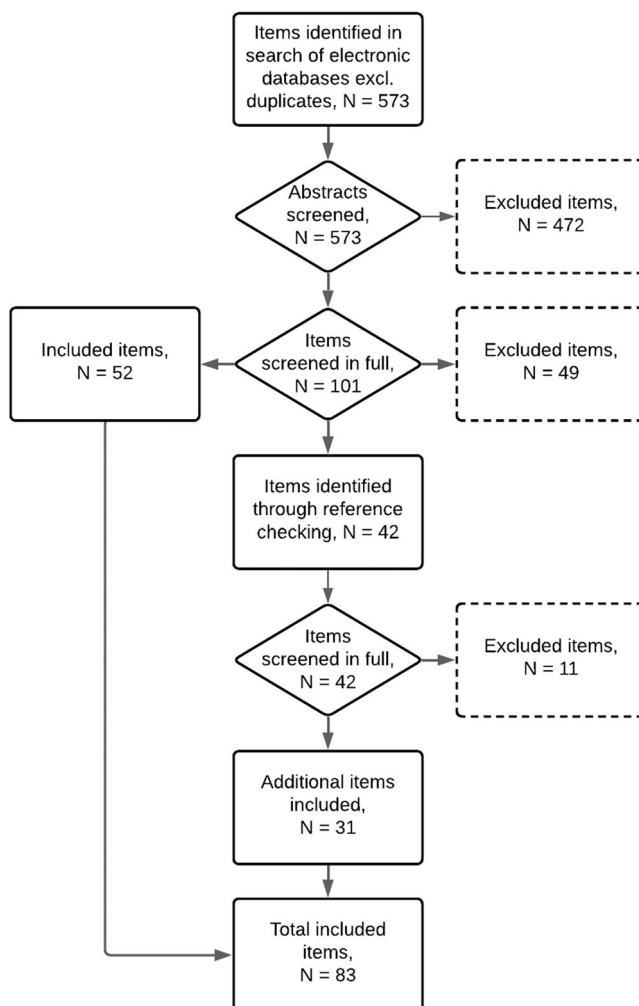 Items identified in
search of electronic
databases excl.
duplicates, N = 573
Abstracts
screened,
N = 573
Excluded items,
N = 472
Included items,
N = 52
Items
screened in full,
N = 101
Excluded items,
N = 49
Items identified
through reference
checking, N = 42
Items
screened in full,
N = 42
Excluded items,
N = 11
Additional items
included,
N = 31
Total included
items,
N = 83